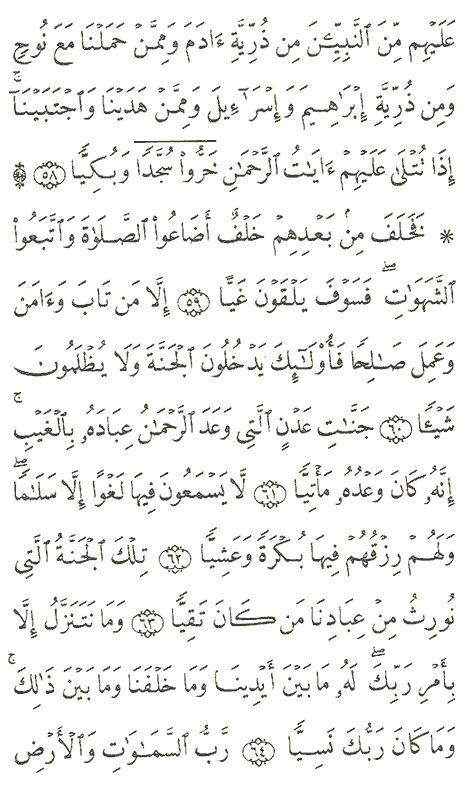 عَلَيْهِم مِّنَ ٱلنَّبِيِّـۧنَ مِن ذُرِّيَّةِ ءَادَمَ وَمِمَّنْ حَمَلْنَا مَعَ نُوحٍ
وَمِن ذُرِّيَّةِ إِبْرَٰهِيمَ وَإِسْرَٰٓءِيلَ وَمِمَّنْ هَدَيْنَا وَٱجْتَبَيْنَآ ۚ
إِذَا تُتْلَىٰ عَلَيْهِمْ ءَايَٰتُ ٱلرَّحْمَٰنِ خَرُّوا۟ سُجَّدًا وَبُكِيًّا ۝٥٨ ۩
* فَخَلَفَ مِنۢ بَعْدِهِمْ خَلْفٌ أَضَاعُوا۟ ٱلصَّلَوٰةَ وَٱتَّبَعُوا۟
ٱلشَّهَوَٰتِ ۖ فَسَوْفَ يَلْقَوْنَ غَيًّا ۝٥٩ إِلَّا مَن تَابَ وَءَامَنَ
وَعَمِلَ صَٰلِحًا فَأُو۟لَٰٓئِكَ يَدْخُلُونَ ٱلْجَنَّةَ وَلَا يُظْلَمُونَ
شَيْـًٔا ۝٦٠ جَنَّٰتِ عَدْنٍ ٱلَّتِى وَعَدَ ٱلرَّحْمَٰنُ عِبَادَهُۥ بِٱلْغَيْبِ ۚ
إِنَّهُۥ كَانَ وَعْدُهُۥ مَأْتِيًّا ۝٦١ لَّا يَسْمَعُونَ فِيهَا لَغْوًا إِلَّا سَلَٰمًا ۖ
وَلَهُمْ رِزْقُهُمْ فِيهَا بُكْرَةً وَعَشِيًّا ۝٦٢ تِلْكَ ٱلْجَنَّةُ ٱلَّتِى
نُورِثُ مِنْ عِبَادِنَا مَن كَانَ تَقِيًّا ۝٦٣ وَمَا نَتَنَزَّلُ إِلَّا
بِأَمْرِ رَبِّكَ ۖ لَهُۥ مَا بَيْنَ أَيْدِينَا وَمَا خَلْفَنَا وَمَا بَيْنَ ذَٰلِكَ ۚ
وَمَا كَانَ رَبُّكَ نَسِيًّا ۝٦٤ رَّبُّ ٱلسَّمَٰوَٰتِ وَٱلْأَرْضِ